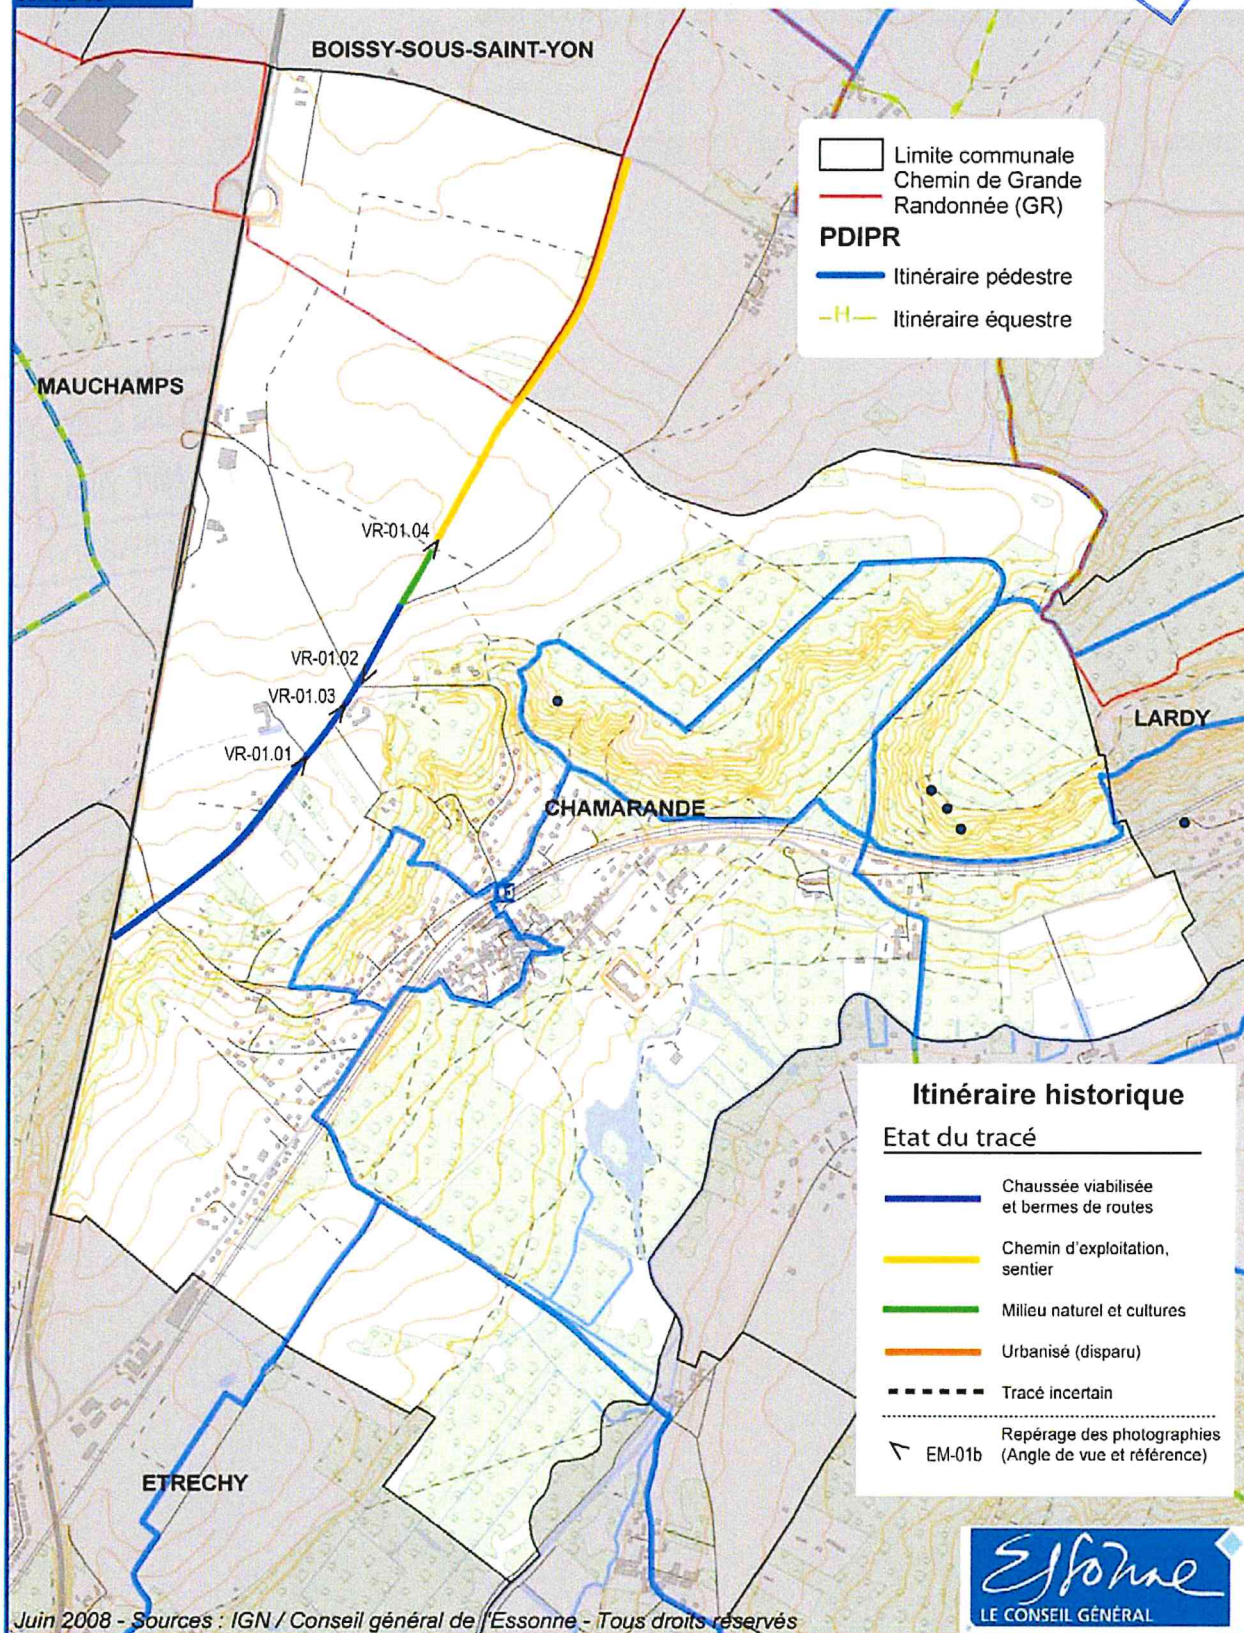 BOISSY-SOUS-SAINT-YON
Limite communale
Chemin de Grande
Randonnée (GR)
PDIPR
Itinéraire pédestre
H
Itinéraire équestre
MAUCHAMPS
VR-01.04
VR-01.02
VR-01.03
VR-01.01
LARDY
CHAMARANDE
Itinéraire historique
Etat du tracé
Chaussée viabilisée
et bermes de routes
Chemin d'exploitation,
sentier
Milieu naturel et cultures
Urbanisé (disparu)
Tracé incertain
Repérage des photographies
EM-01b (Angle de vue et référence)
ETRECHY
Essonne
LE CONSEIL GÉNÉRAL
Juin 2008 - Sources : IGN / Conseil général de l'Essonne - Tous droits réservés